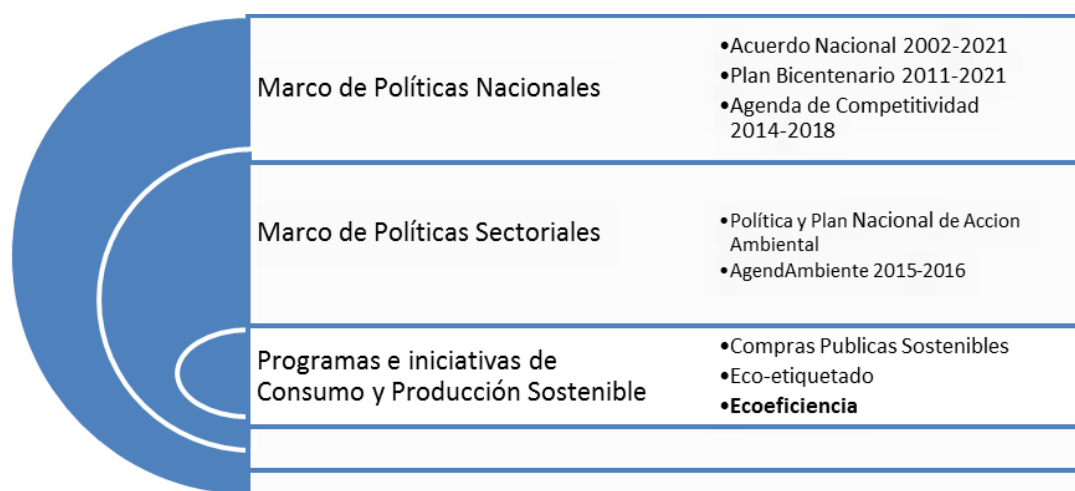 Marco de Políticas Nacionales
•Acuerdo Nacional 2002-2021
•Plan Bicentenario 2011-2021
•Agenda de Competitividad
2014-2018
Marco de Políticas Sectoriales
•Política y Plan Nacional de Accion
Ambiental
•AgendAmbiente 2015-2016
Programas e iniciativas de
Consumo y Producción Sostenible
•Compras Publicas Sostenibles
•Eco-etiquetado
•Ecoeficiencia